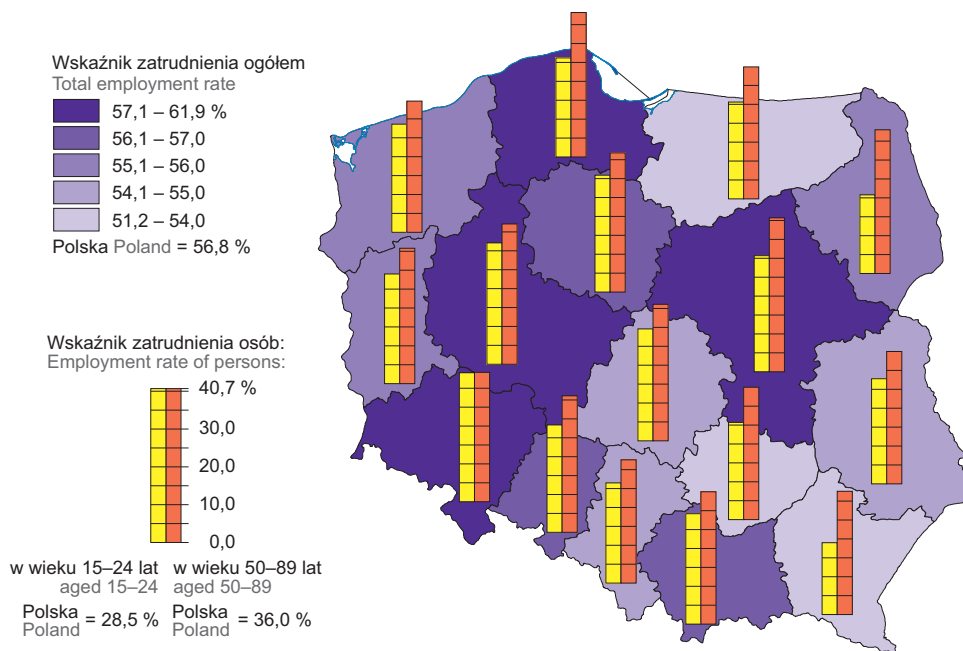 Wskaźnik zatrudnienia ogółem
Total employment rate
57,1 – 61,9 %
56,1 – 57,0
55,1 – 56,0
54,1 – 55,0
51,2 – 54,0
Polska Poland = 56,8 %
Wskaźnik zatrudnienia osób:
Employment rate of persons:
40,7 %
30,0
20,0
10,0
0,0
w wieku 15–24 lat
aged 15–24
Polska
Poland = 28,5 %
w wieku 50–89 lat
aged 50–89
Polska
Poland = 36,0 %